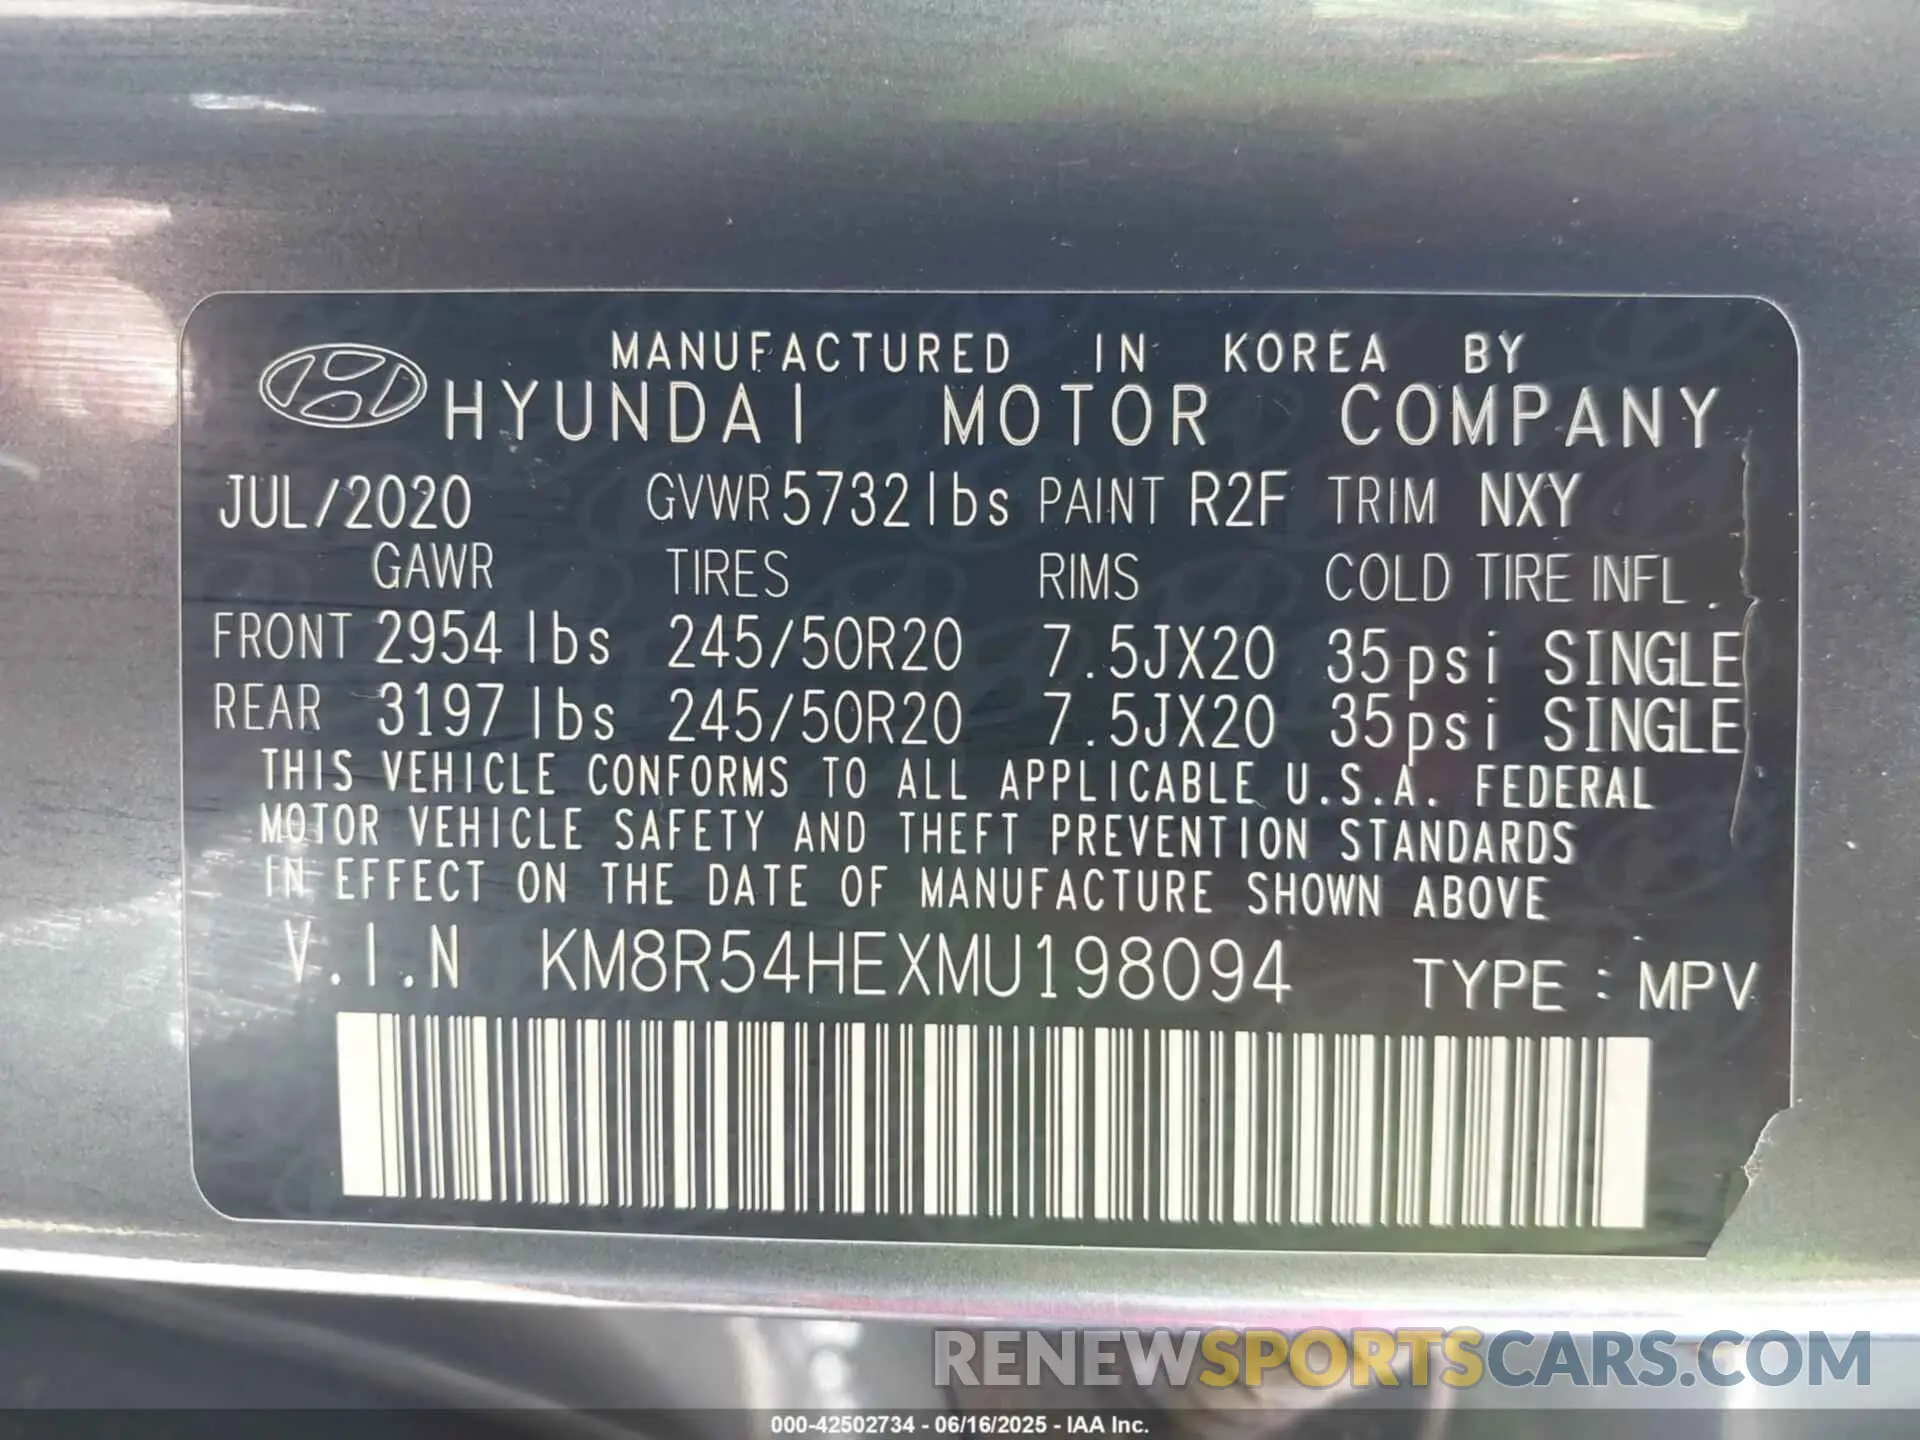 MANUFACTURED IN KOREA BY
HYUNDAI MOTOR COMPANY
JUL/2020 GVWR 5732lbs PAINT R2F TRIM NXY
GAWR TIRES RIMS COLD TIRE INFL.
FRONT 2954 lbs 245/50R20 7.5JX20 35psi SINGLE
REAR 3197 lbs 245/50R20 7.5JX20 35psi SINGLE
THIS VEHICLE CONFORMS TO ALL APPLICABLE U.S.A. FEDERAL
MOTOR VEHICLE SAFETY AND THEFT PREVENTION STANDARDS
IN EFFECT ON THE DATE OF MANUFACTURE SHOWN ABOVE
V.I.N KM8R54HEXMU198094 TYPE : MPV
RENEWSPORTSCARS.COM
000-42502734 - 06/16/2025 - IAA Inc.